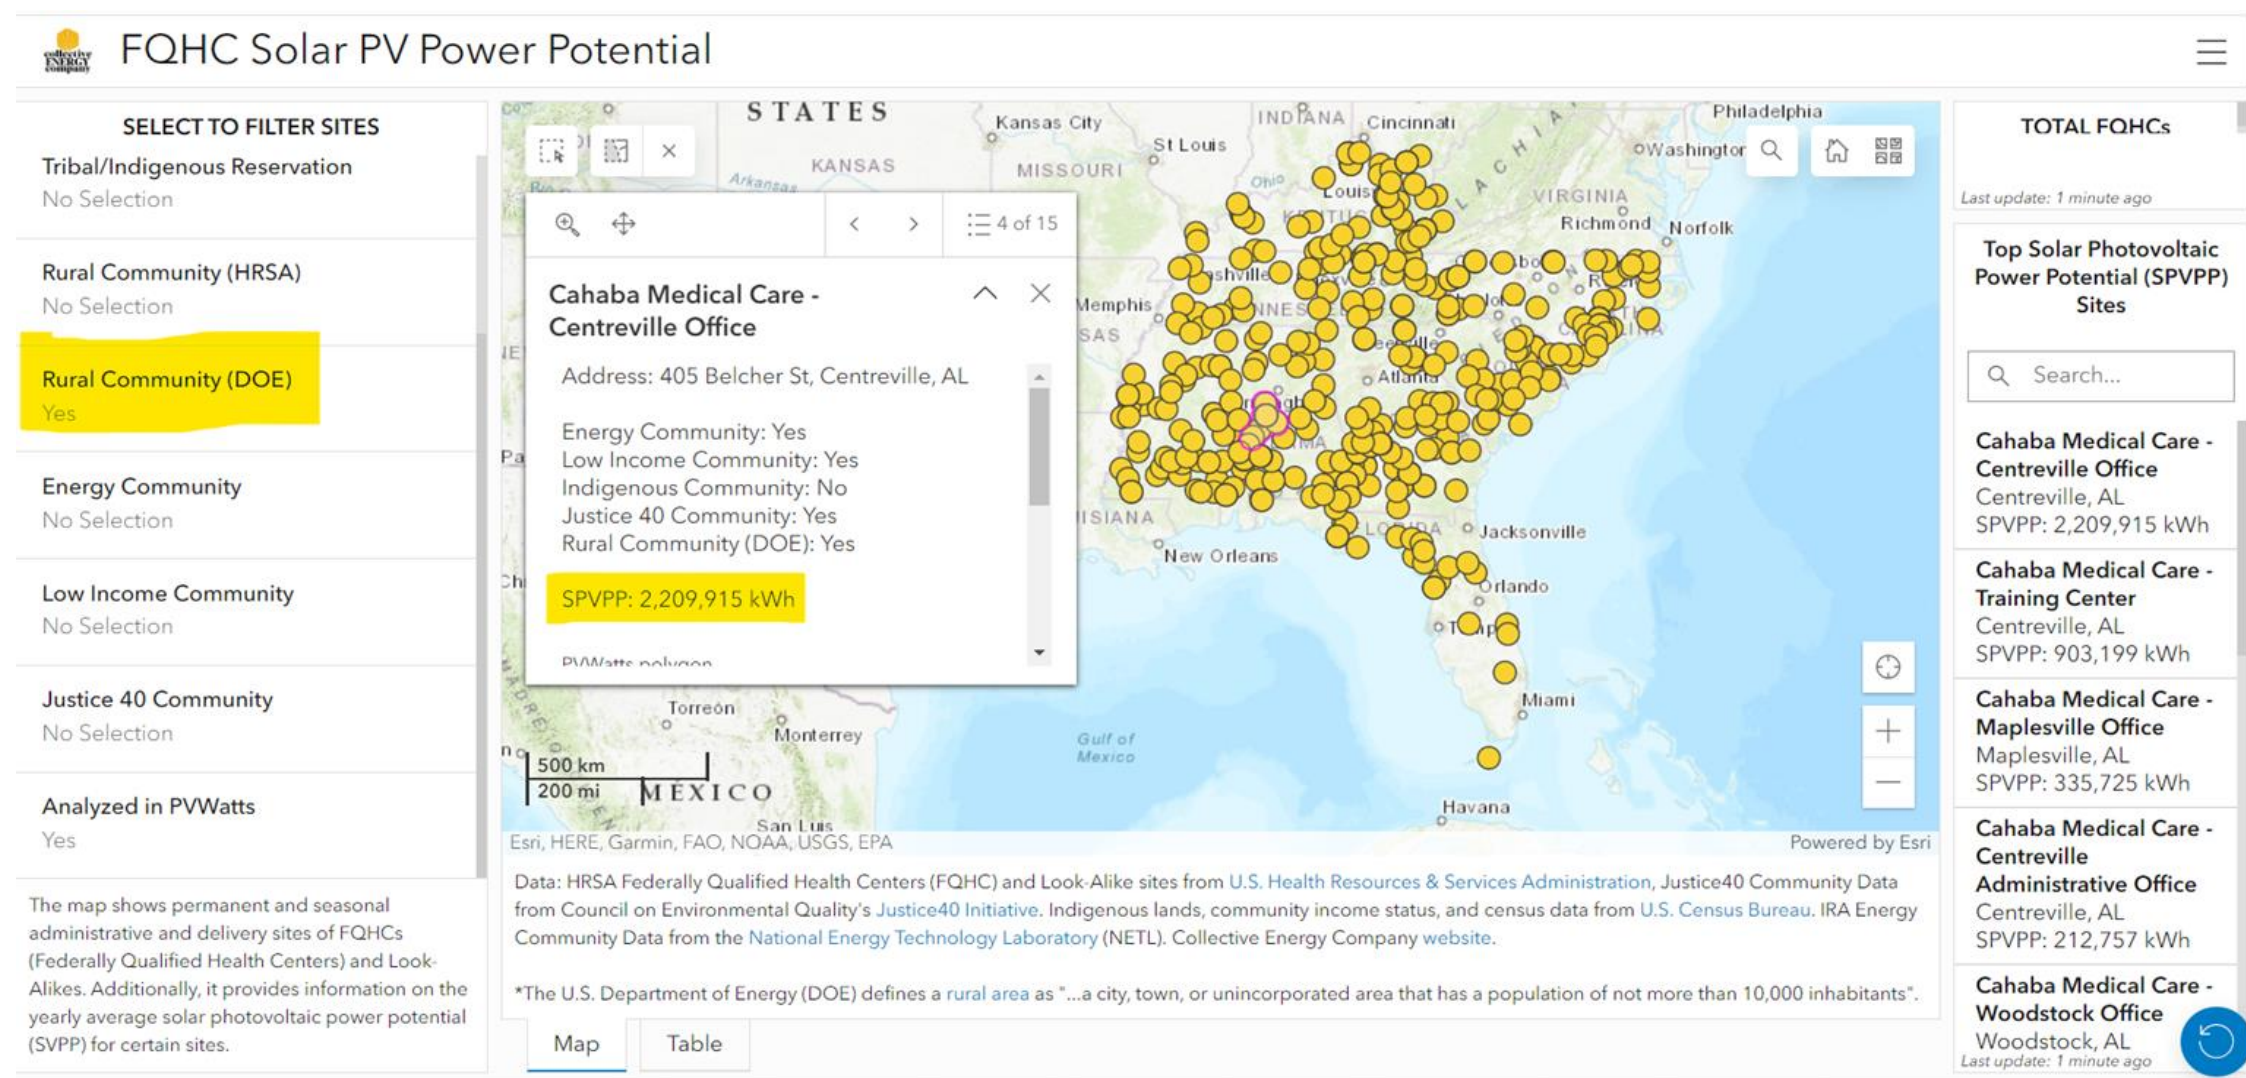 collective
ENERGY
company
FQHC Solar PV Power Potential
SELECT TO FILTER SITES
Tribal/Indigenous Reservation
No Selection
Rural Community (HRSA)
No Selection
Rural Community (DOE)
Yes
Energy Community
No Selection
Low Income Community
No Selection
Justice 40 Community
No Selection
Analyzed in PVWatts
Yes
The map shows permanent and seasonal
administrative and delivery sites of FQHCs
(Federally Qualified Health Centers) and Look-
Alikes. Additionally, it provides information on the
yearly average solar photovoltaic power potential
(SVPP) for certain sites.
STATES
Kansas City
INDIANA
Cincinnati
Philadelphia
St Louis
Washington
KANSAS
MISSOURI
Arkansas
Ohio
Louis
VIRGINIA
Richmond
Norfolk
4 of 15
Cahaba Medical Care -
Centreville Office
Address: 405 Belcher St, Centreville, AL
Energy Community: Yes
Low Income Community: Yes
Indigenous Community: No
Justice 40 Community: Yes
Rural Community (DOE): Yes
SPVPP: 2,209,915 kWh
PVWatts polygon
Memphis
Atlanta
Jacksonville
New Orleans
Orlando
Miami
Torreón
Monterrey
Gulf of
Mexico
500 km
200 mi
MÉXICO
San Luis
Havana
Esri, HERE, Garmin, FAO, NOAA, USGS, EPA
Powered by Esri
Data: HRSA Federally Qualified Health Centers (FQHC) and Look-Alike sites from U.S. Health Resources & Services Administration, Justice40 Community Data
from Council on Environmental Quality's Justice40 Initiative. Indigenous lands, community income status, and census data from U.S. Census Bureau. IRA Energy
Community Data from the National Energy Technology Laboratory (NETL). Collective Energy Company website.
*The U.S. Department of Energy (DOE) defines a rural area as "...a city, town, or unincorporated area that has a population of not more than 10,000 inhabitants".
Map
Table
TOTAL FQHCs
Last update: 1 minute ago
Top Solar Photovoltaic
Power Potential (SPVPP)
Sites
Search...
Cahaba Medical Care -
Centreville Office
Centreville, AL
SPVPP: 2,209,915 kWh
Cahaba Medical Care -
Training Center
Centreville, AL
SPVPP: 903,199 kWh
Cahaba Medical Care -
Maplesville Office
Maplesville, AL
SPVPP: 335,725 kWh
Cahaba Medical Care -
Centreville
Administrative Office
Centreville, AL
SPVPP: 212,757 kWh
Cahaba Medical Care -
Woodstock Office
Woodstock, AL
Last update: 1 minute ago